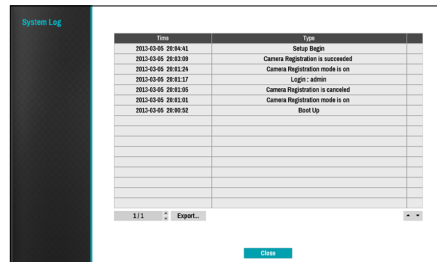 System Log
Time Type
2013-03-05 20:04:41 Setup Begin
2013-03-05 20:03:09 Camera Registration is succeeded
2013-03-05 20:01:24 Camera Registration mode is on
2013-03-05 20:01:17 Login : admin
2013-03-05 20:01:05 Camera Registration is canceled
2013-03-05 20:01:01 Camera Registration mode is on
2013-03-05 20:00:52 Boot Up
1 / 1 Export...
Close